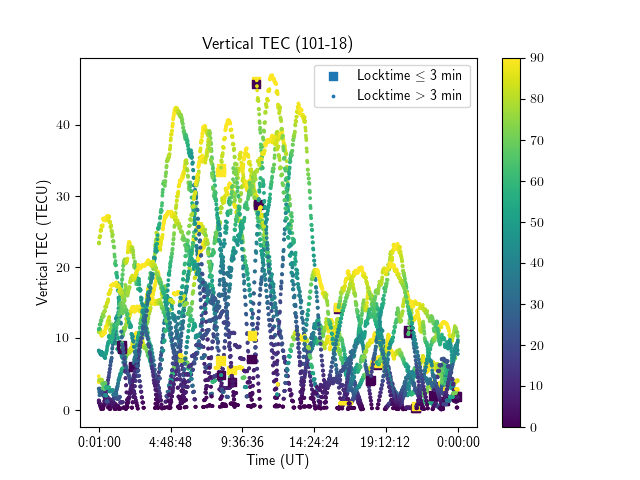 Vertical TEC (101-18)
Locktime ≤ 3 min
Locktime > 3 min
Vertical TEC (TECU)
40
30
20
10
0
0:01:00 4:48:48 9:36:36 14:24:24 19:12:12 0:00:00
Time (UT)
90
80
70
60
50
40
30
20
10
0